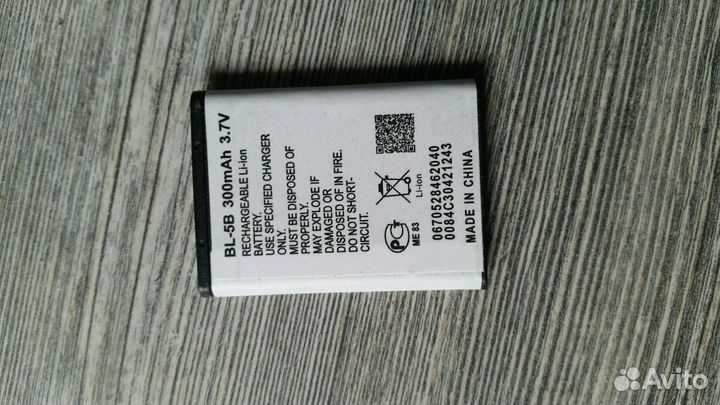 BL-5B 300mAh 3.7V
RECHARGEABLE Li-ion
BATTERY.
USE SPECIFIED CHARGER
ONLY.
MUST BE DISPOSED OF
PROPERLY.
MAY EXPLODE IF
DAMAGED OR
DISPOSED OF IN FIRE.
DO NOT SHORT-
CIRCUIT.
РСТ
ME 83
Li-ion
0670528462040
0084C30421243
MADE IN CHINA
Avito